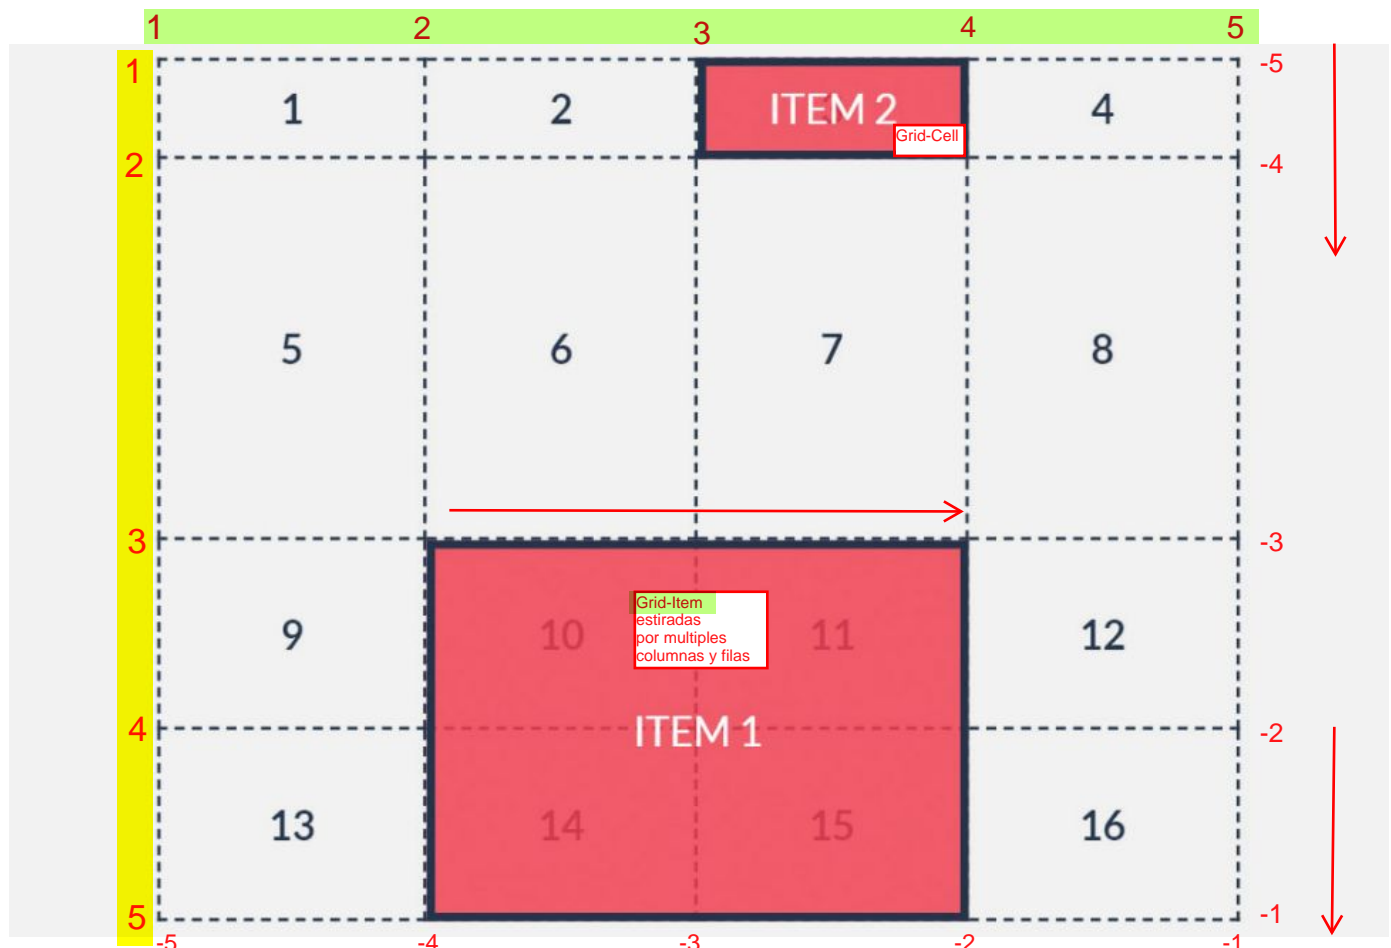 1 2 3 4 5
1 -5
1 2 ITEM 2 4
Grid-Cell
2 -4
5 6 7 8
3 -3
Grid-Item
estiradas
por multiples
columnas y filas
9 10 11 12
4 ITEM 1 -2
13 14 15 16
5 -1
-5 -4 -3 -2 -1